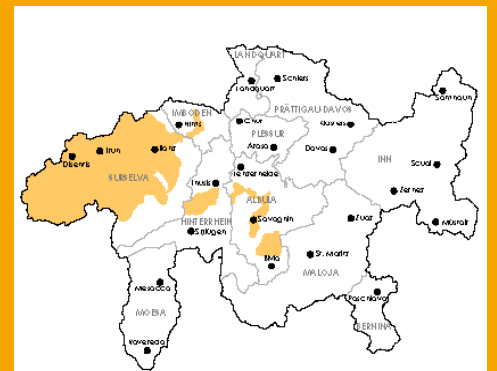 LANDQUART
Landquart
Schiers
Samnaun
PRÄTTIGAU-DAVOS
IMBODEN
Flims
Chur
Klosters
PLESSUR
Trun
Ilanz
Arosa
Davos
INN
Disentis
Scuol
SURSELVA
Thusis
Lenzerheide
Zernez
ALBULA
HINTERRHEIN
Savognin
Zuoz
Müstair
Splügen
Bivio
St. Moritz
MALOJA
Mesocco
Poschiavo
MOESA
BERNINA
Roveredo